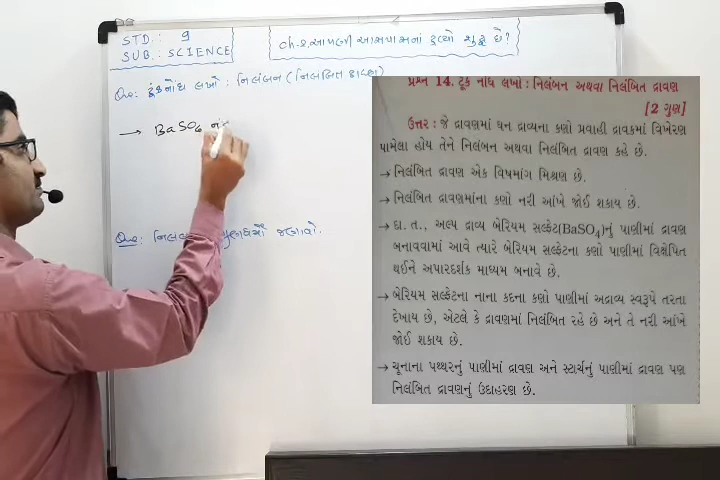 STD.: 9
SUB.: SCIENCE
ch-2. આપણી આસપાસનાં દ્રવ્યો શુદ્ધ છે?
Que: ટૂંકનોંધ લખો : નિલંબન (નિલંબિત દ્રાવણ)
→ BaSO4
Que: ગુણધર્મો જણાવો.
પ્રશ્ન 14. ટૂંક નોંધ લખો : નિલંબન અથવા નિલંબિત દ્રાવણ
[2 ગુણ]
ઉત્તર : જે દ્રાવણમાં ઘન દ્રાવ્યના કણો પ્રવાહી દ્રાવકમાં વિખેરણ
પામેલા હોય તેને નિલંબન અથવા નિલંબિત દ્રાવણ કહે છે.
→ નિલંબિત દ્રાવણ એક વિષમાંગ મિશ્રણ છે.
→ નિલંબિત દ્રાવણમાંના કણો નરી આંખે જોઈ શકાય છે.
→ દા. ત., અલ્પ દ્રાવ્ય બેરિયમ સલ્ફેટ(BaSO4)નું પાણીમાં દ્રાવણ
બનાવવામાં આવે ત્યારે બેરિયમ સલ્ફેટના કણો પાણીમાં વિક્ષેપિત
થઈને અપારદર્શક માધ્યમ બનાવે છે.
→ બેરિયમ સલ્ફેટના નાના કદના કણો પાણીમાં અદ્રાવ્ય સ્વરૂપે તરતા
દેખાય છે, એટલે કે દ્રાવણમાં નિલંબિત રહે છે અને તે નરી આંખે
જોઈ શકાય છે.
→ ચૂનાના પથ્થરનું પાણીમાં દ્રાવણ અને સ્ટાર્ચનું પાણીમાં દ્રાવણ પણ
નિલંબિત દ્રાવણનું ઉદાહરણ છે.